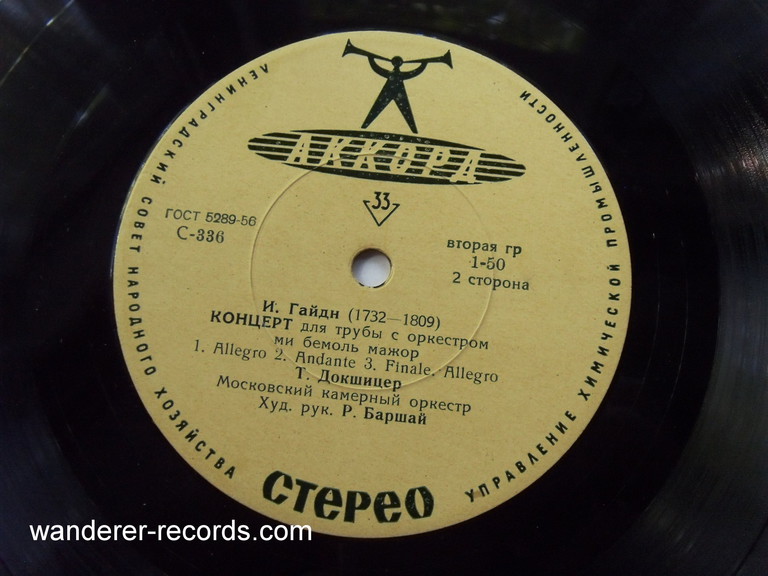 ЛЕНИНГРАДСКИЙ СОВЕТ НАРОДНОГО ХОЗЯЙСТВА
УПРАВЛЕНИЕ ХИМИЧЕСКОЙ ПРОМЫШЛЕННОСТИ
АККОРД
33
ГОСТ 5289-56
С-336
вторая гр
1-50
2 сторона
И. Гайдн (1732—1809)
КОНЦЕРТ для трубы с оркестром
ми бемоль мажор
1. Allegro 2. Andante 3. Finale. Allegro
Т. Докшицер
Московский камерный оркестр
Худ. рук. Р. Баршай
СТЕРЕО
wanderer-records.com